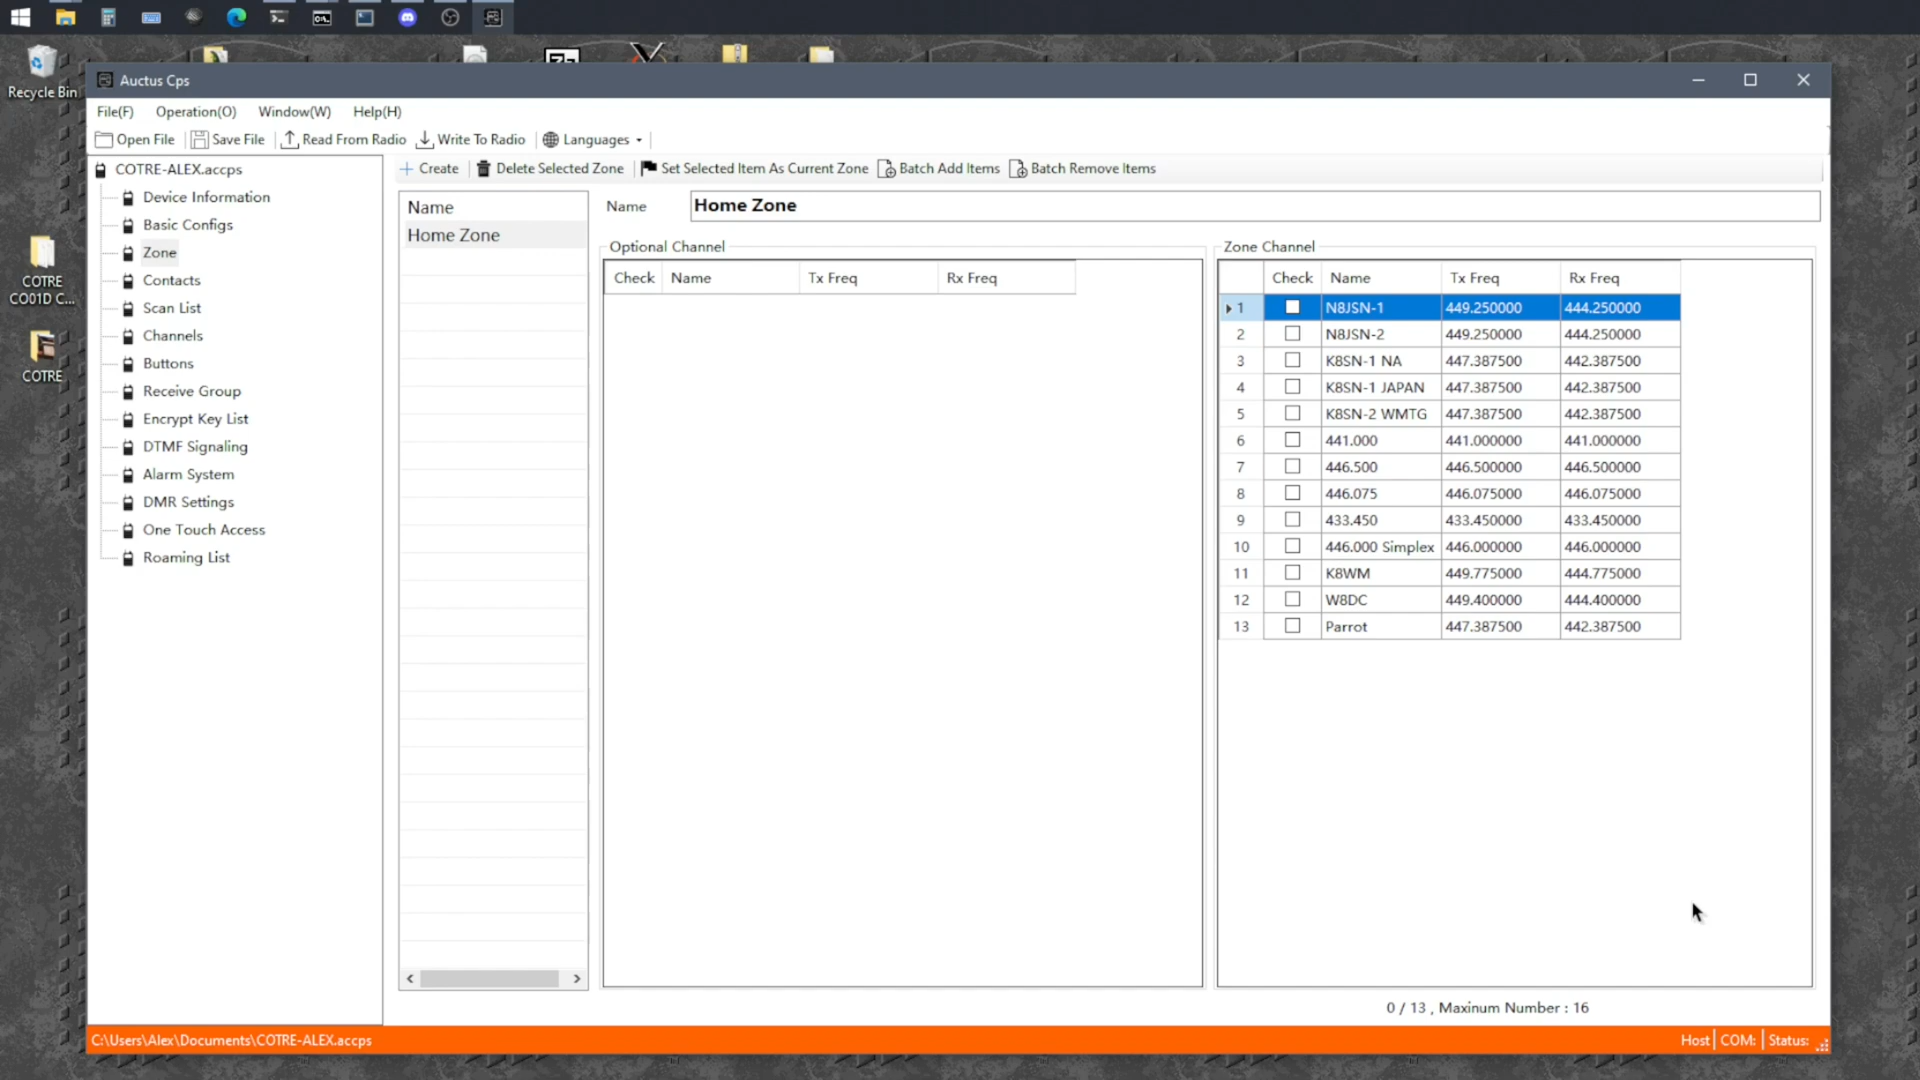 Recycle Bin
COTRE
CO01D C...
COTRE
Auctus Cps
File(F) Operation(O) Window(W) Help(H)
Open File Save File Read From Radio Write To Radio Languages
COTRE-ALEX.accps
Device Information
Basic Configs
Zone
Contacts
Scan List
Channels
Buttons
Receive Group
Encrypt Key List
DTMF Signaling
Alarm System
DMR Settings
One Touch Access
Roaming List
Create Delete Selected Zone Set Selected Item As Current Zone Batch Add Items Batch Remove Items
Name
Home Zone
Name Home Zone
Optional Channel
Check Name Tx Freq Rx Freq
Zone Channel
Check Name Tx Freq Rx Freq
1 N8JSN-1 449.250000 444.250000
2 N8JSN-2 449.250000 444.250000
3 K8SN-1 NA 447.387500 442.387500
4 K8SN-1 JAPAN 447.387500 442.387500
5 K8SN-2 WMTG 447.387500 442.387500
6 441.000 441.000000 441.000000
7 446.500 446.500000 446.500000
8 446.075 446.075000 446.075000
9 433.450 433.450000 433.450000
10 446.000 Simplex 446.000000 446.000000
11 K8WM 449.775000 444.775000
12 W8DC 449.400000 444.400000
13 Parrot 447.387500 442.387500
0 / 13 , Maxinum Number : 16
C:\Users\Alex\Documents\COTRE-ALEX.accps
Host COM: Status: